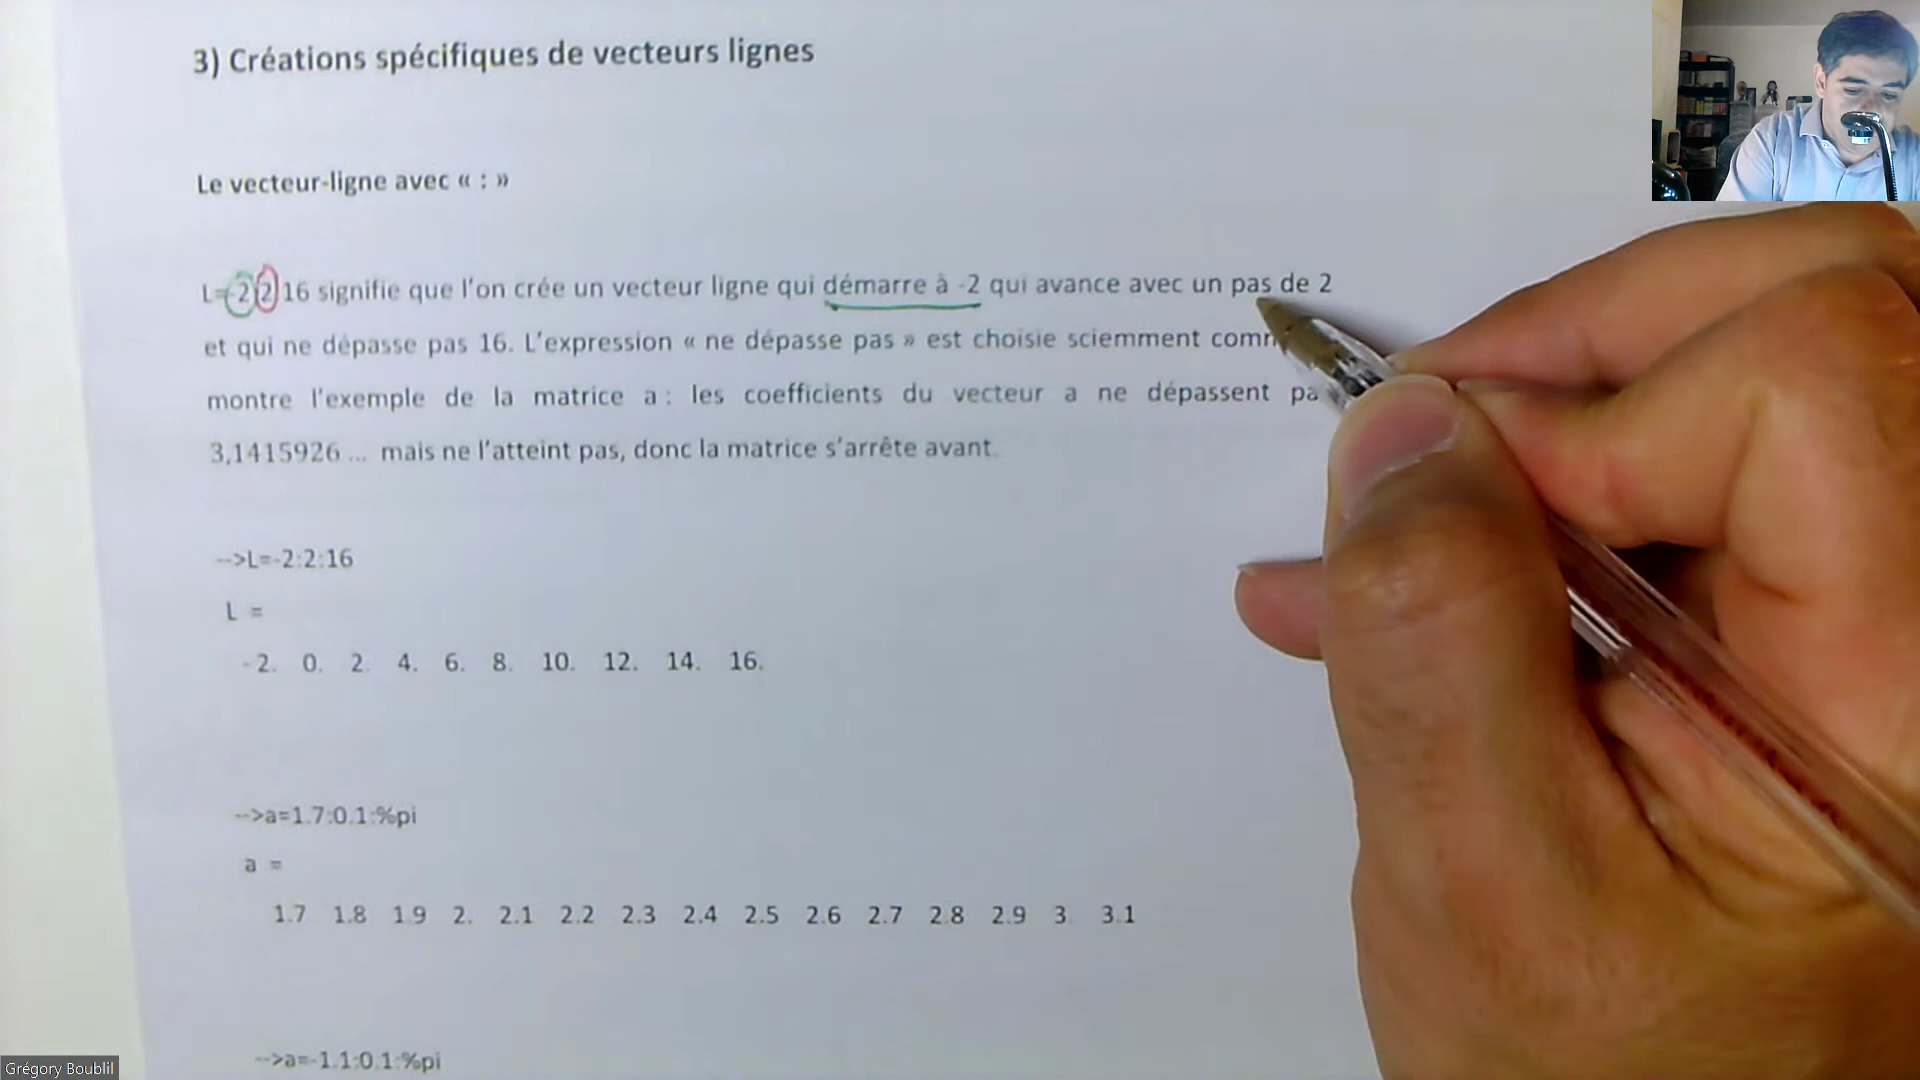 3) Créations spécifiques de vecteurs lignes
Le vecteur-ligne avec « : »
L=-2:2:16 signifie que l'on crée un vecteur ligne qui démarre à -2 qui avance avec un pas de 2
et qui ne dépasse pas 16. L'expression « ne dépasse pas » est choisie sciemment
montre l'exemple de la matrice a : les coefficients du vecteur a ne dépassent
3,1415926 ... mais ne l'atteint pas, donc la matrice s'arrête avant.
-->L=-2:2:16
L =
-2. 0. 2. 4. 6. 8. 10. 12. 14. 16.
-->a=1.7:0.1:%pi
a =
1.7 1.8 1.9 2. 2.1 2.2 2.3 2.4 2.5 2.6 2.7 2.8 2.9 3. 3.1
-->a=-1.1:0.1:%pi
Grégory Boublil